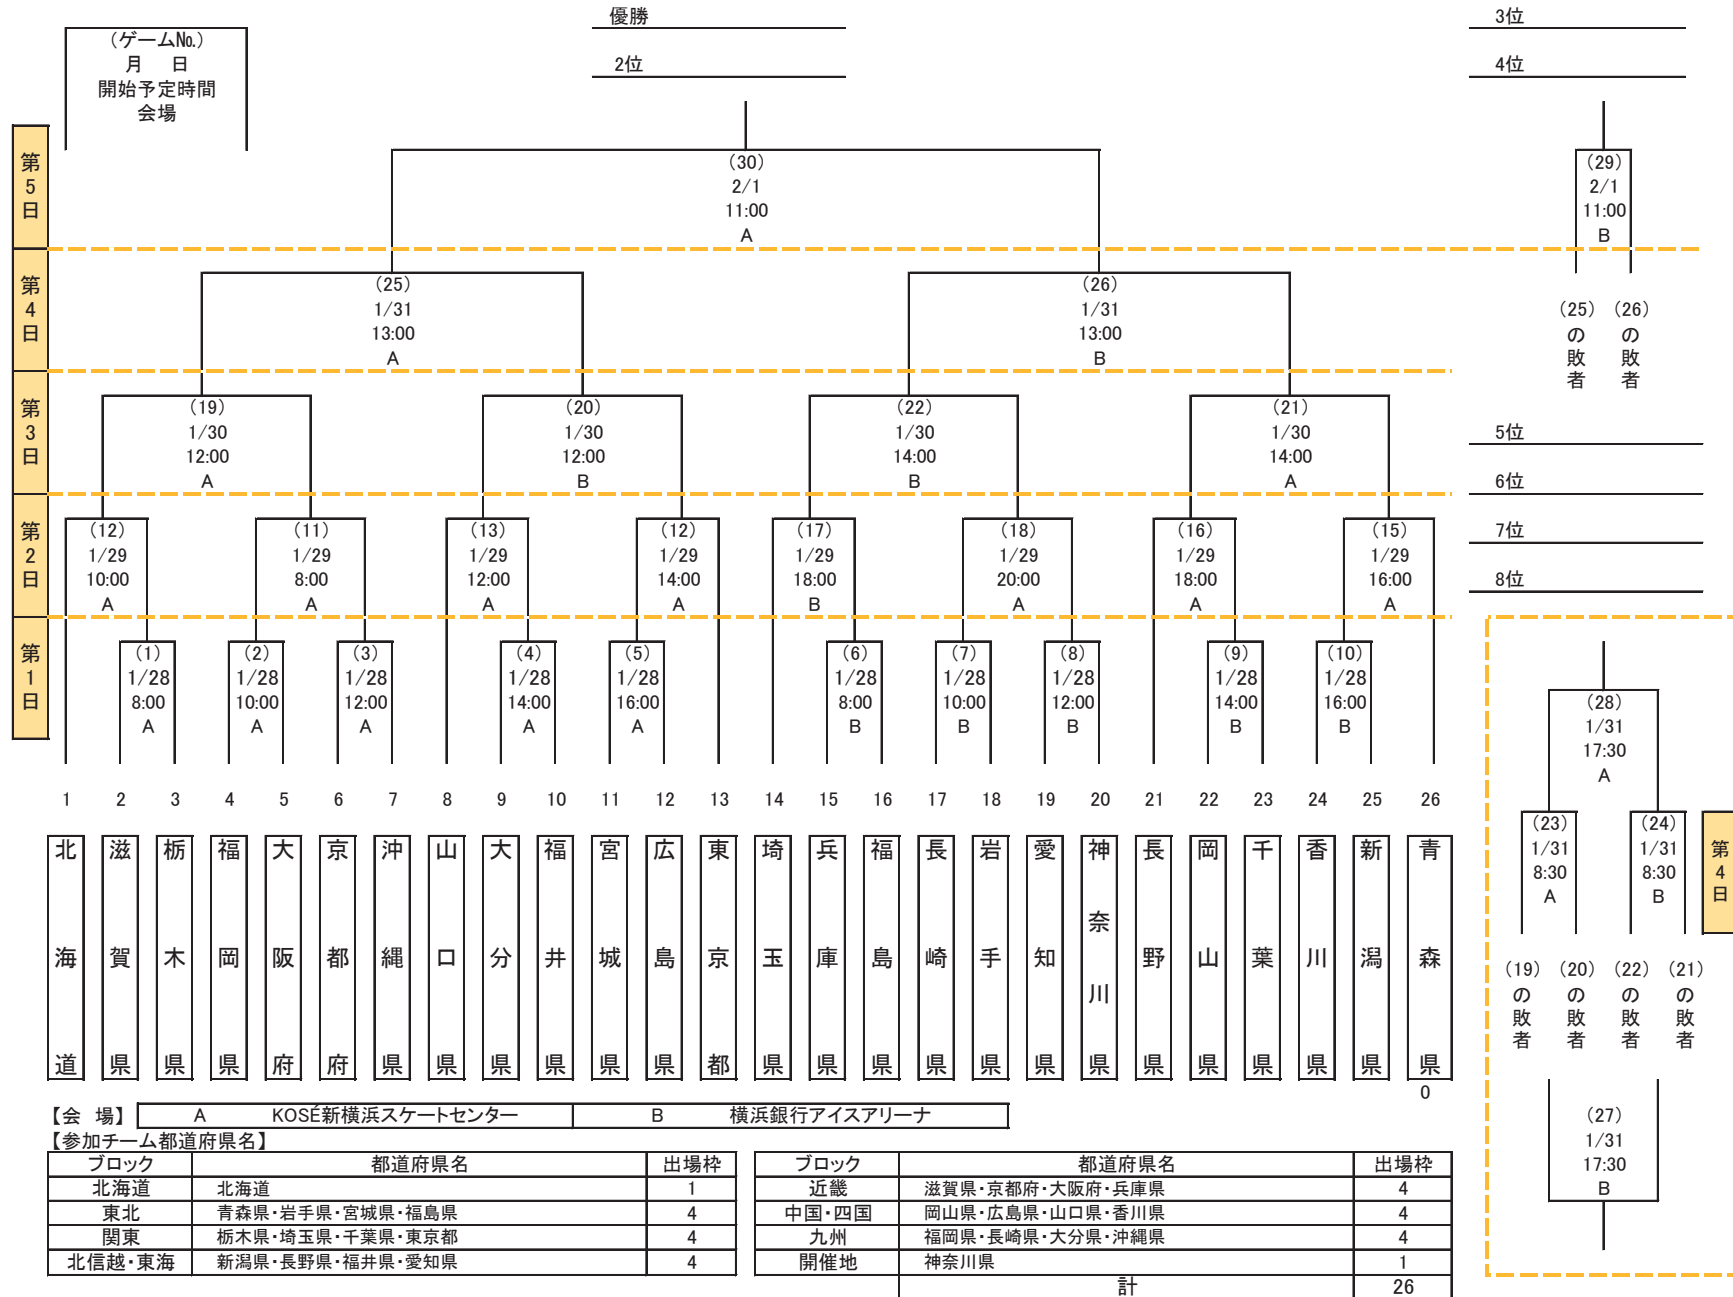 優勝
3位
(ゲームNo.)
月 日
開始予定時間
会場
2位
4位
第5日
(30)
2/1
11:00
A
(29)
2/1
11:00
B
第4日
(25)
1/31
13:00
A
(26)
1/31
13:00
B
(25)の敗者
(26)の敗者
第3日
(19)
1/30
12:00
A
(20)
1/30
12:00
B
(22)
1/30
14:00
B
(21)
1/30
14:00
A
5位
6位
7位
8位
第2日
(12)
1/29
10:00
A
(11)
1/29
8:00
A
(13)
1/29
12:00
A
(12)
1/29
14:00
A
(17)
1/29
18:00
B
(18)
1/29
20:00
A
(16)
1/29
18:00
A
(15)
1/29
16:00
A
第1日
(1)
1/28
8:00
A
(2)
1/28
10:00
A
(3)
1/28
12:00
A
(4)
1/28
14:00
A
(5)
1/28
16:00
A
(6)
1/28
8:00
B
(7)
1/28
10:00
B
(8)
1/28
12:00
B
(9)
1/28
14:00
B
(10)
1/28
16:00
B
1 2 3 4 5 6 7 8 9 10 11 12 13 14 15 16 17 18 19 20 21 22 23 24 25 26
北海道
滋賀県
栃木県
福岡県
大阪府
京都府
沖縄県
山口県
大分県
福井県
宮城県
広島県
東京都
埼玉県
兵庫県
福島県
長崎県
岩手県
愛知県
神奈川県
長野県
岡山県
千葉県
香川県
新潟県
青森県
0
(28)
1/31
17:30
A
(23)
1/31
8:30
A
(24)
1/31
8:30
B
第4日
(19)の敗者
(20)の敗者
(22)の敗者
(21)の敗者
(27)
1/31
17:30
B
【会 場】 A KOSÉ新横浜スケートセンター B 横浜銀行アイスアリーナ
【参加チーム都道府県名】
ブロック 都道府県名 出場枠
北海道 北海道 1
東北 青森県・岩手県・宮城県・福島県 4
関東 栃木県・埼玉県・千葉県・東京都 4
北信越・東海 新潟県・長野県・福井県・愛知県 4
ブロック 都道府県名 出場枠
近畿 滋賀県・京都府・大阪府・兵庫県 4
中国・四国 岡山県・広島県・山口県・香川県 4
九州 福岡県・長崎県・大分県・沖縄県 4
開催地 神奈川県 1
計 26